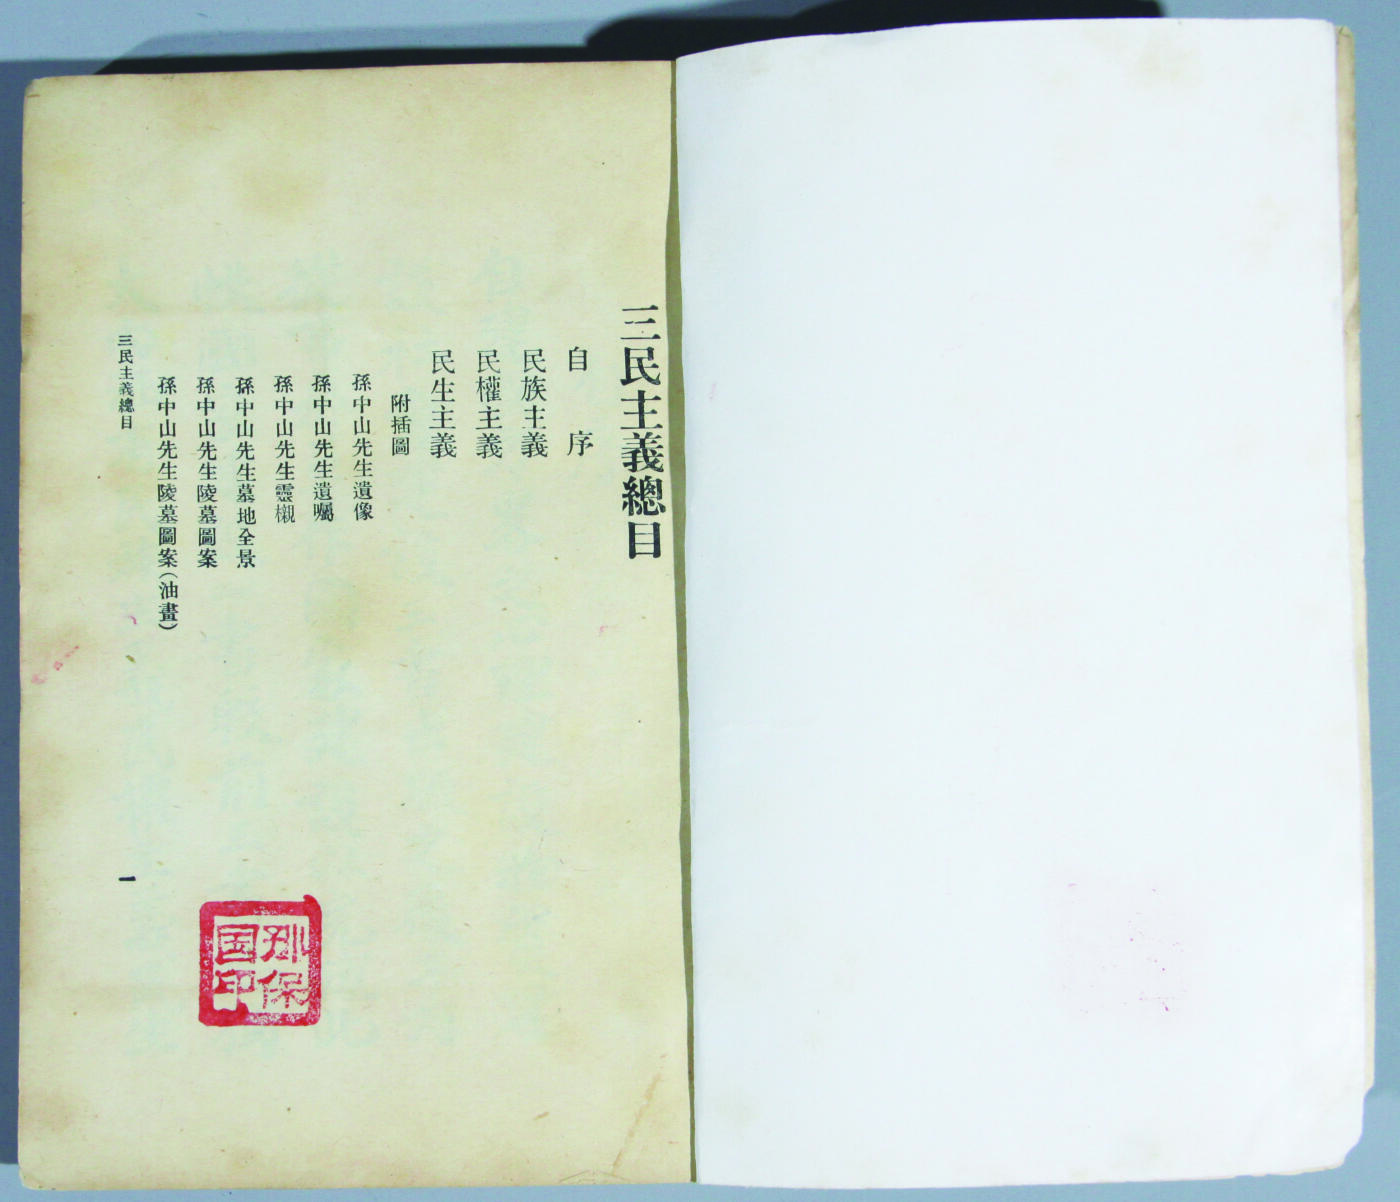 三民主義總目
自序
民族主義
民權主義
民生主義
附插圖
孫中山先生遺像
孫中山先生遺囑
孫中山先生靈櫬
孫中山先生墓地全景
孫中山先生陵墓圖案
孫中山先生陵墓圖案(油畫)
三民主義總目
一
孙保
国印